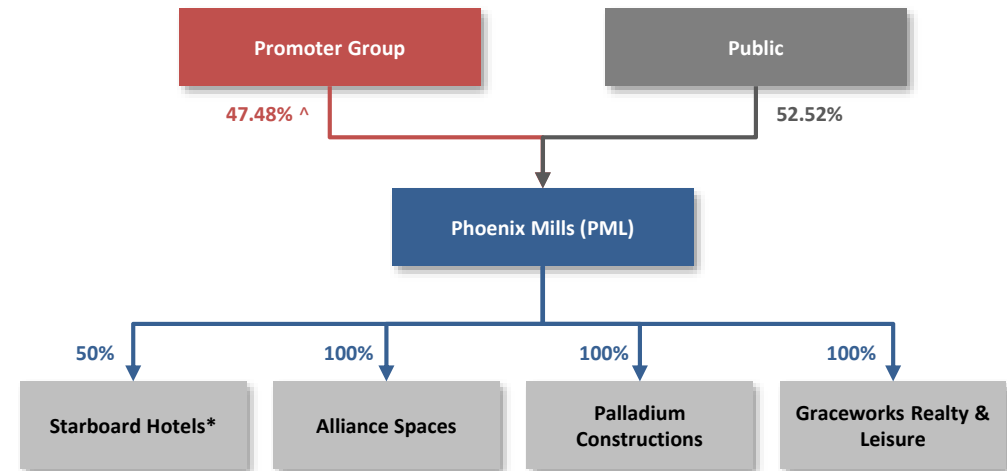 Promoter Group
Public
47.48% ^
52.52%
Phoenix Mills (PML)
50%
100%
100%
100%
Starboard Hotels*
Alliance Spaces
Palladium
Constructions
Graceworks Realty &
Leisure